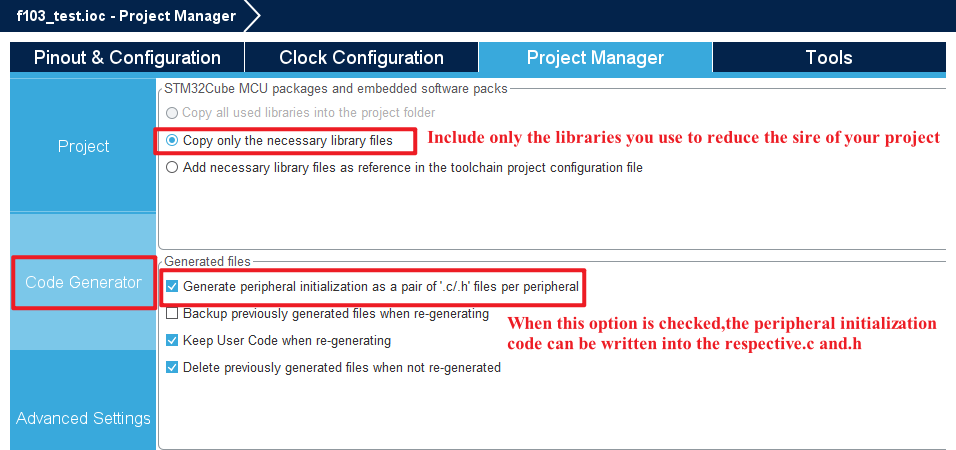 f103_test.ioc - Project Manager
Pinout & Configuration Clock Configuration Project Manager Tools
STM32Cube MCU packages and embedded software packs
Copy all used libraries into the project folder
Project
Copy only the necessary library files
Include only the libraries you use to reduce the sire of your project
Add necessary library files as reference in the toolchain project configuration file
Generated files
Code Generator
Generate peripheral initialization as a pair of '.c/.h' files per peripheral
Backup previously generated files when re-generating
When this option is checked,the peripheral initialization
code can be written into the respective.c and.h
Keep User Code when re-generating
Delete previously generated files when not re-generated
Advanced Settings